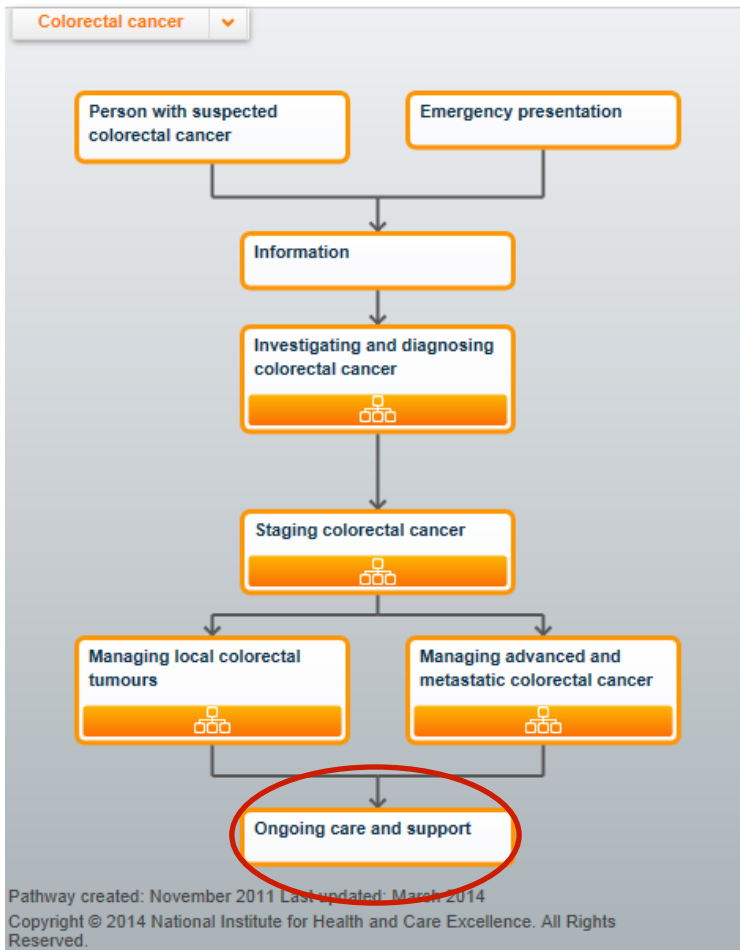 Colorectal cancer
Person with suspected
colorectal cancer
Emergency presentation
Information
Investigating and diagnosing
colorectal cancer
Staging colorectal cancer
Managing local colorectal
tumours
Managing advanced and
metastatic colorectal cancer
Ongoing care and support
Pathway created: November 2011 Last updated: March 2014
Copyright © 2014 National Institute for Health and Care Excellence. All Rights
Reserved.